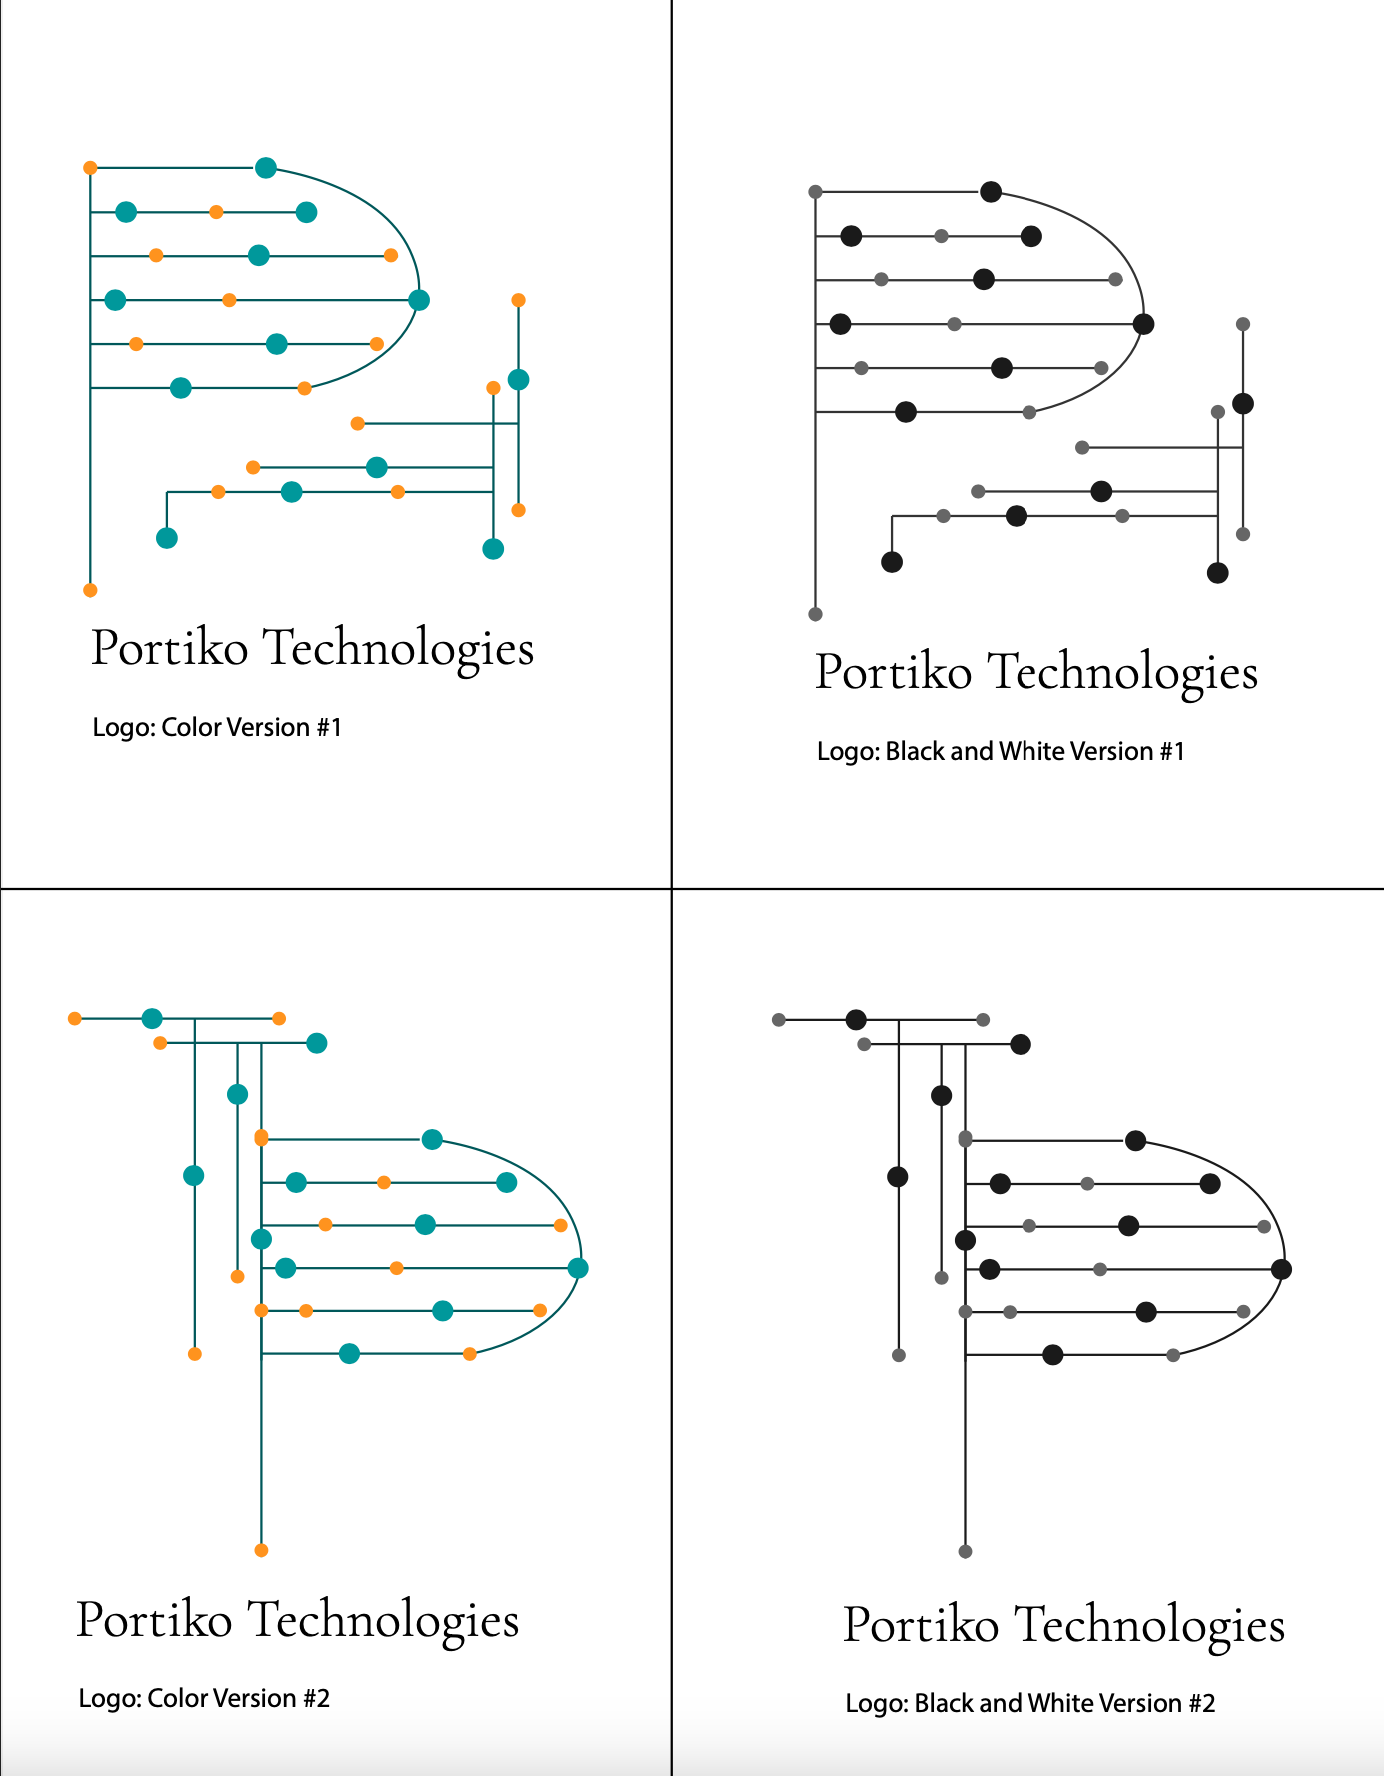 Portiko Technologies
Logo: Color Version #1
Portiko Technologies
Logo: Black and White Version #1
Portiko Technologies
Logo: Color Version #2
Portiko Technologies
Logo: Black and White Version #2